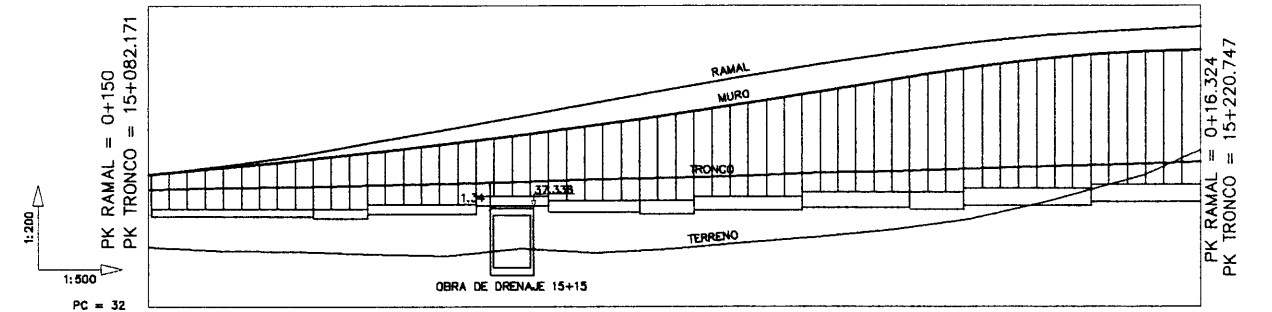 PK RAMAL = 0+150
PK TRONCO = 15+082.171
RAMAL
MURO
TRONCO
1.34
37.338
TERRENO
OBRA DE DRENAJE 15+15
1:200
1:500
PC = 32
PK RAMAL = 0+16.324
PK TRONCO = 15+220.747